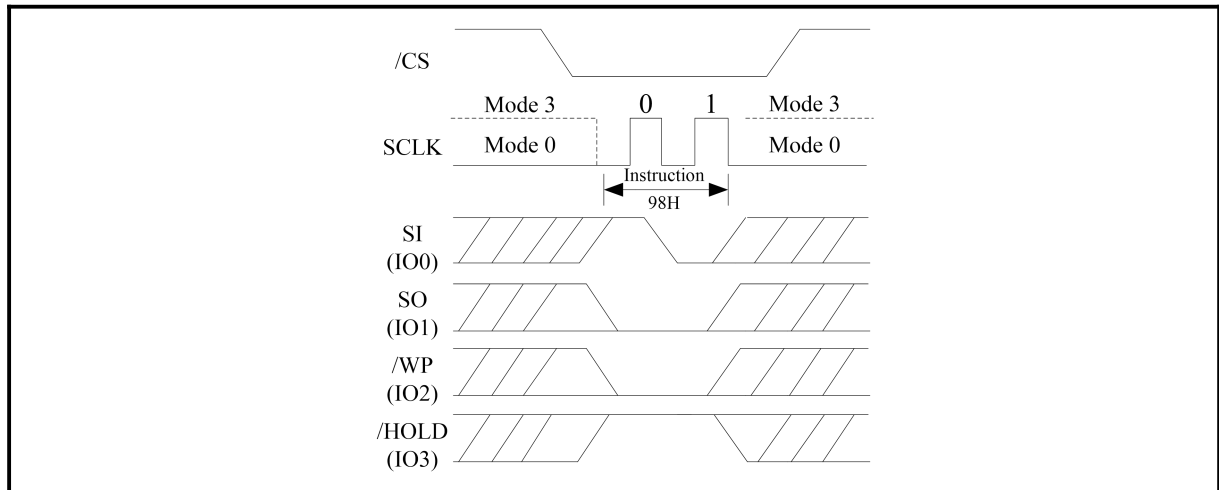 /CS
Mode 3 0 1 Mode 3
SCLK Mode 0 Mode 0
Instruction
98H
SI
(IO0)
SO
(IO1)
/WP
(IO2)
/HOLD
(IO3)